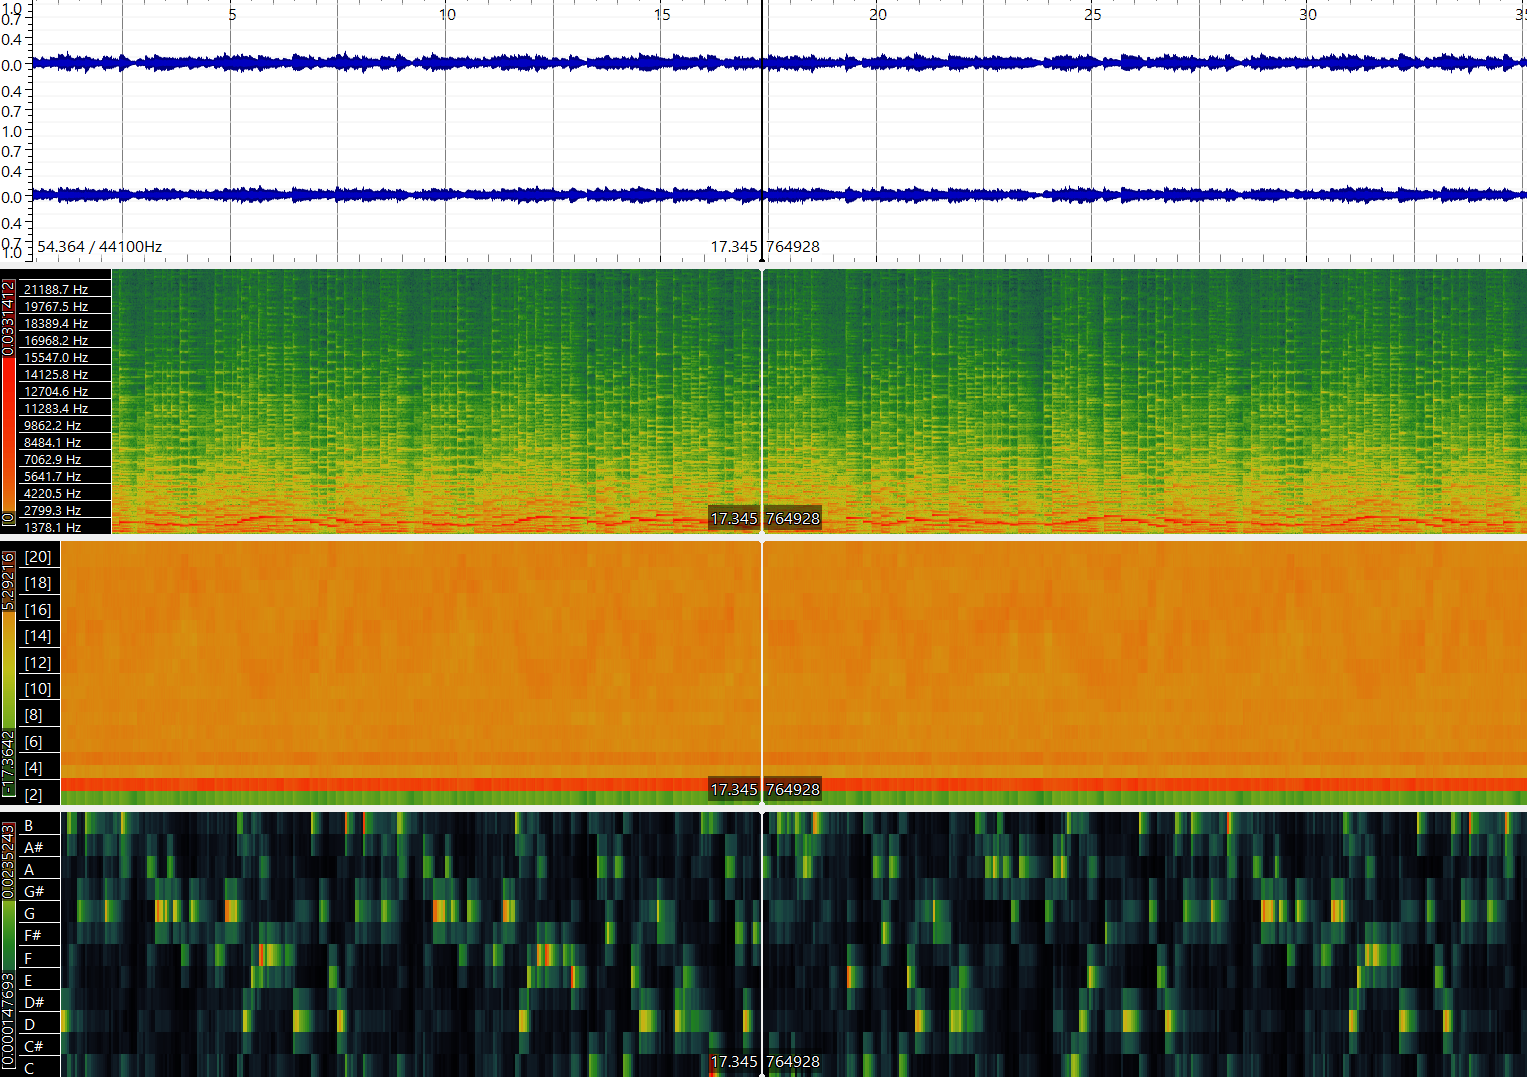 5 10 15 20 25 30 35
1.0
0.7
0.4
0.0
0.4
0.7
1.0
0.7
0.4
0.0
0.4
0.7
1.0
54.364 / 44100Hz
17.345 764928
0.0331412
[0
21188.7 Hz
19767.5 Hz
18389.4 Hz
16968.2 Hz
15547.0 Hz
14125.8 Hz
12704.6 Hz
11283.4 Hz
9862.2 Hz
8484.1 Hz
7062.9 Hz
5641.7 Hz
4220.5 Hz
2799.3 Hz
1378.1 Hz
17.345 764928
5.29216
[-17.3642
[20]
[18]
[16]
[14]
[12]
[10]
[8]
[6]
[4]
[2]
17.345 764928
0.0235243]
[0.000147693
B
A#
A
G#
G
F#
F
E
D#
D
C#
C
17.345 764928